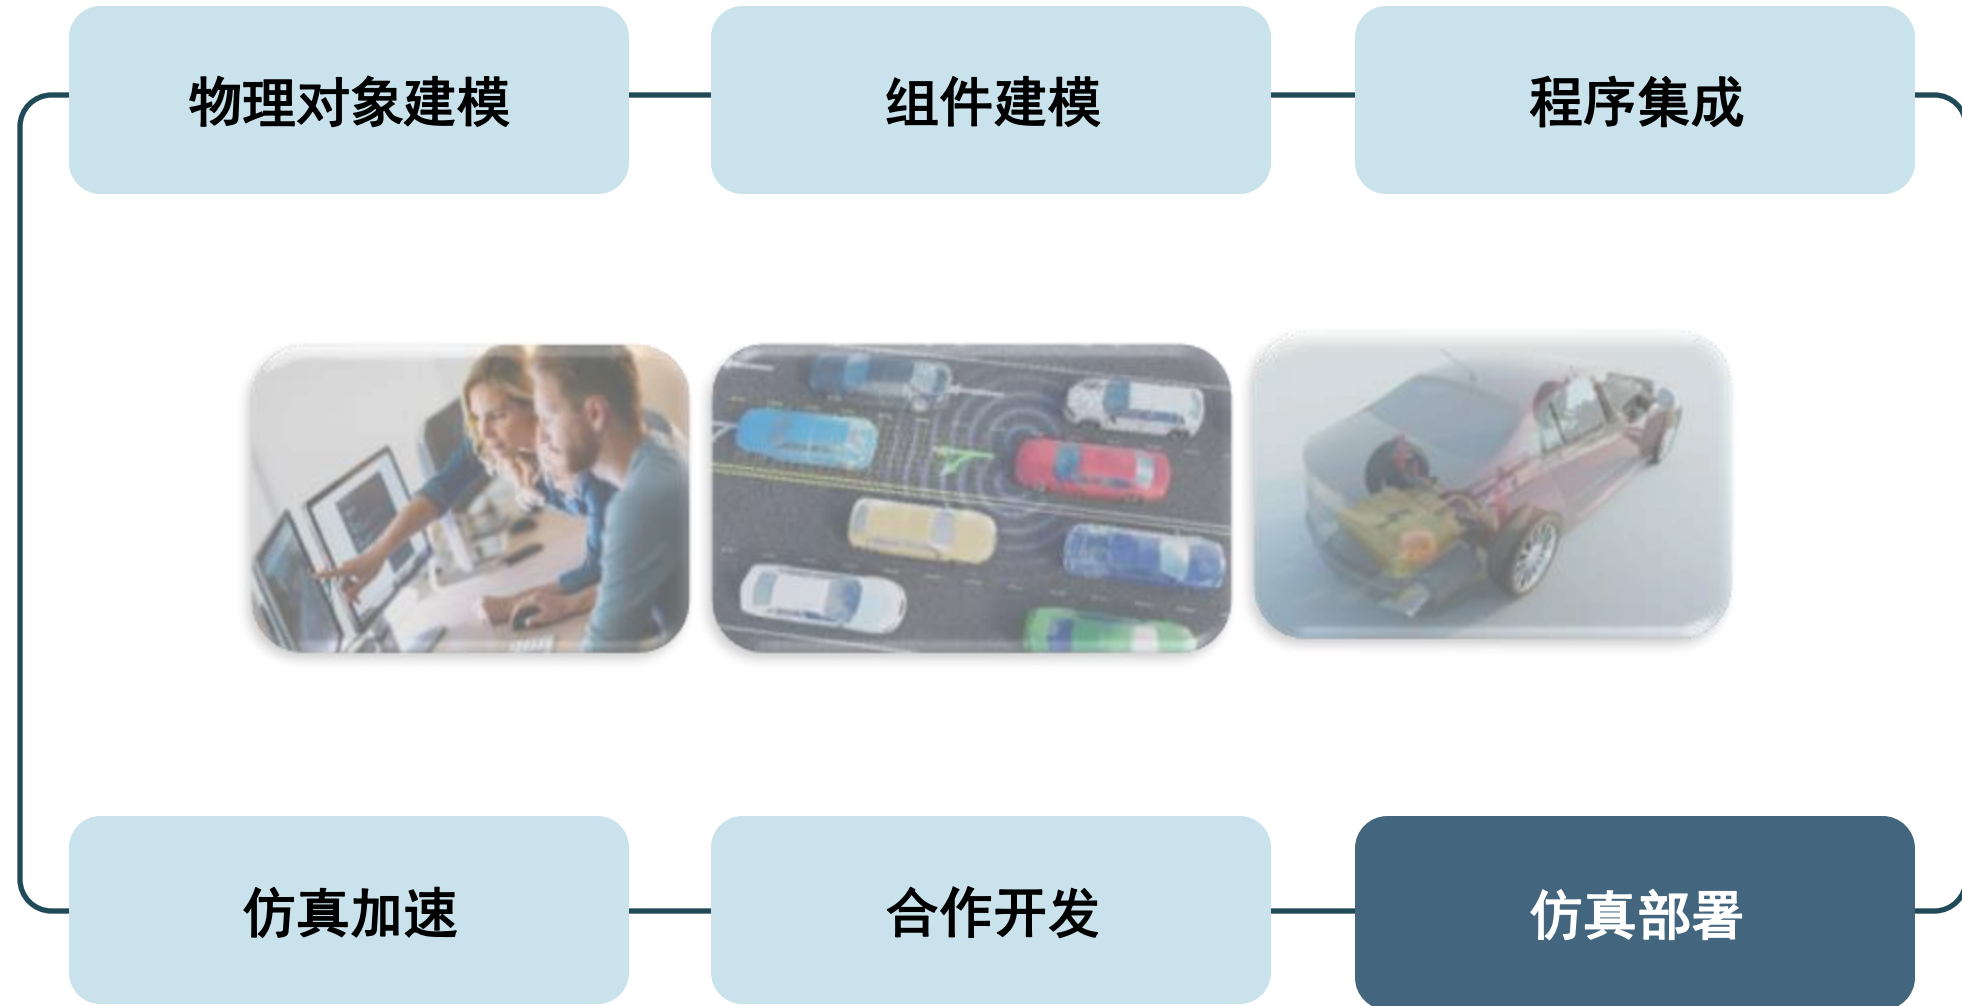 物理对象建模
组件建模
程序集成
仿真加速
合作开发
仿真部署